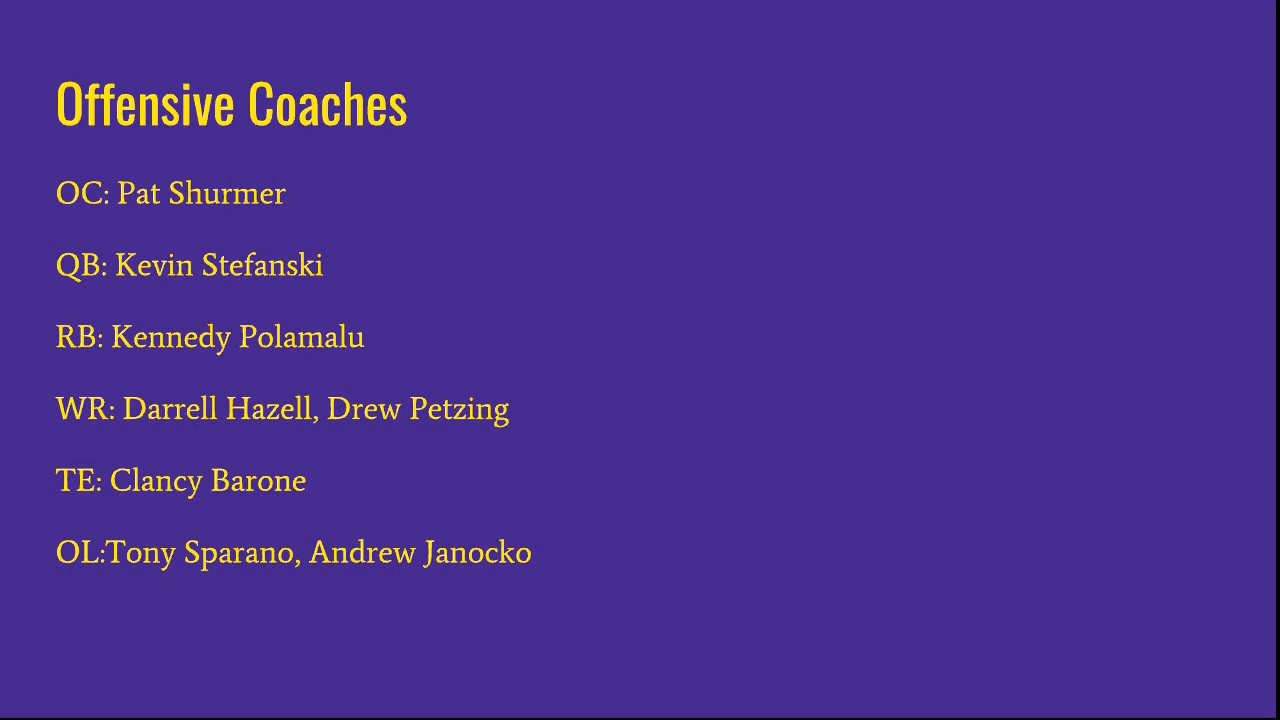 Offensive Coaches
OC: Pat Shurmer
QB: Kevin Stefanski
RB: Kennedy Polamalu
WR: Darrell Hazell, Drew Petzing
TE: Clancy Barone
OL:Tony Sparano, Andrew Janocko